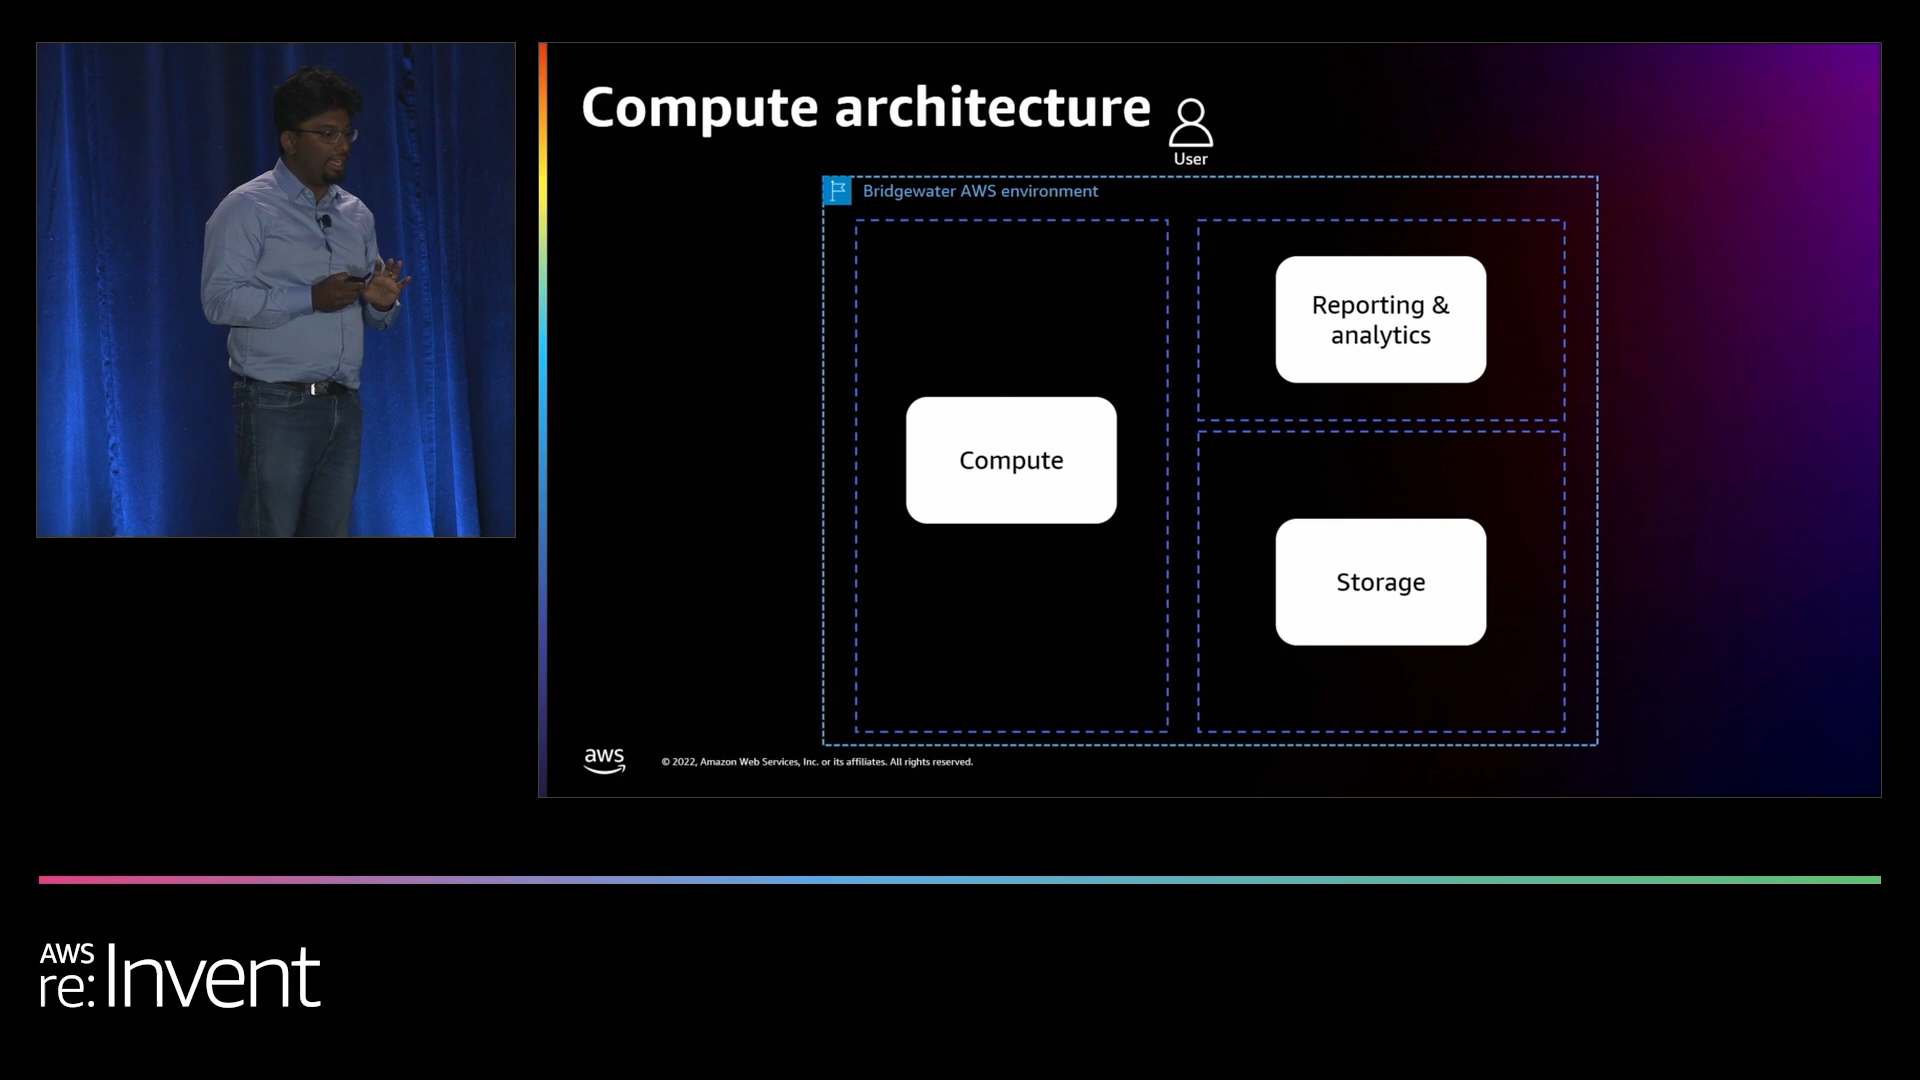 Compute architecture
User
Bridgewater AWS environment
Reporting &
analytics
Compute
Storage
aws
© 2022, Amazon Web Services, Inc. or its affiliates. All rights reserved.
AWS
re:Invent